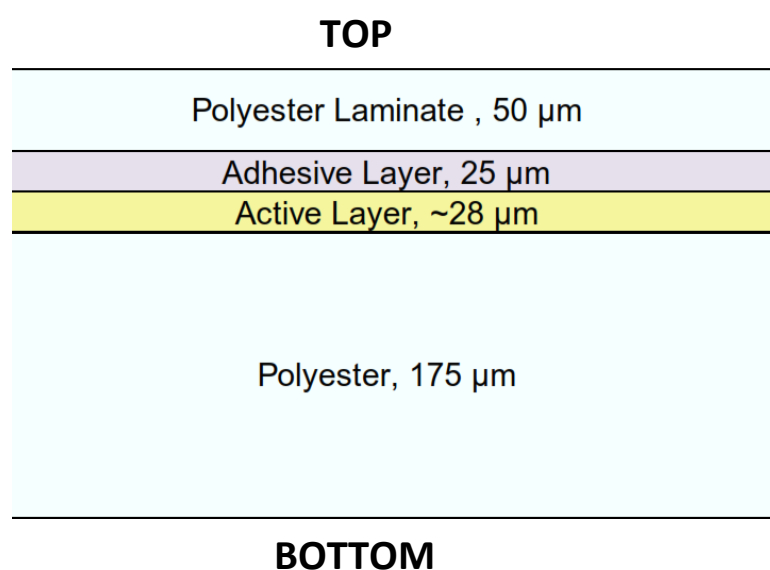 TOP
Polyester Laminate , 50 μm
Adhesive Layer, 25 μm
Active Layer, ~28 μm
Polyester, 175 μm
BOTTOM